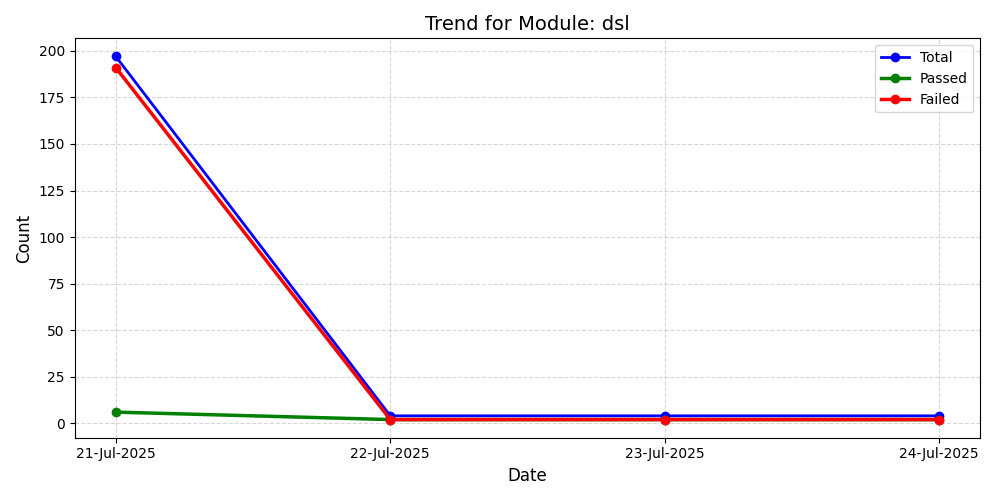 Trend for Module: dsl
Total
Passed
Failed
Count
200
175
150
125
100
75
50
25
0
21-Jul-2025
22-Jul-2025
23-Jul-2025
24-Jul-2025
Date